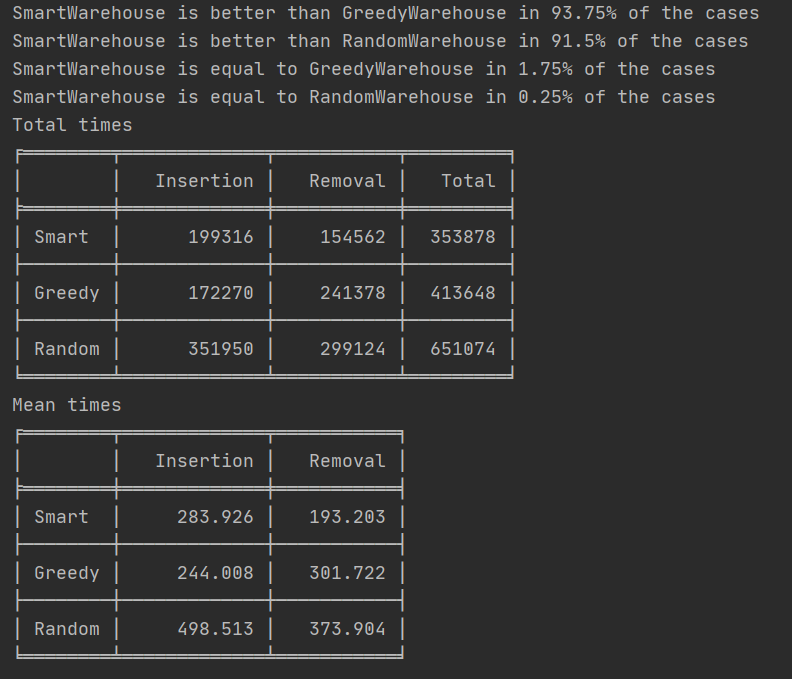 SmartWarehouse is better than GreedyWarehouse in 93.75% of the cases
SmartWarehouse is better than RandomWarehouse in 91.5% of the cases
SmartWarehouse is equal to GreedyWarehouse in 1.75% of the cases
SmartWarehouse is equal to RandomWarehouse in 0.25% of the cases
Total times
Insertion Removal Total
Smart 199316 154562 353878
Greedy 172270 241378 413648
Random 351950 299124 651074
Mean times
Insertion Removal
Smart 283.926 193.203
Greedy 244.008 301.722
Random 498.513 373.904